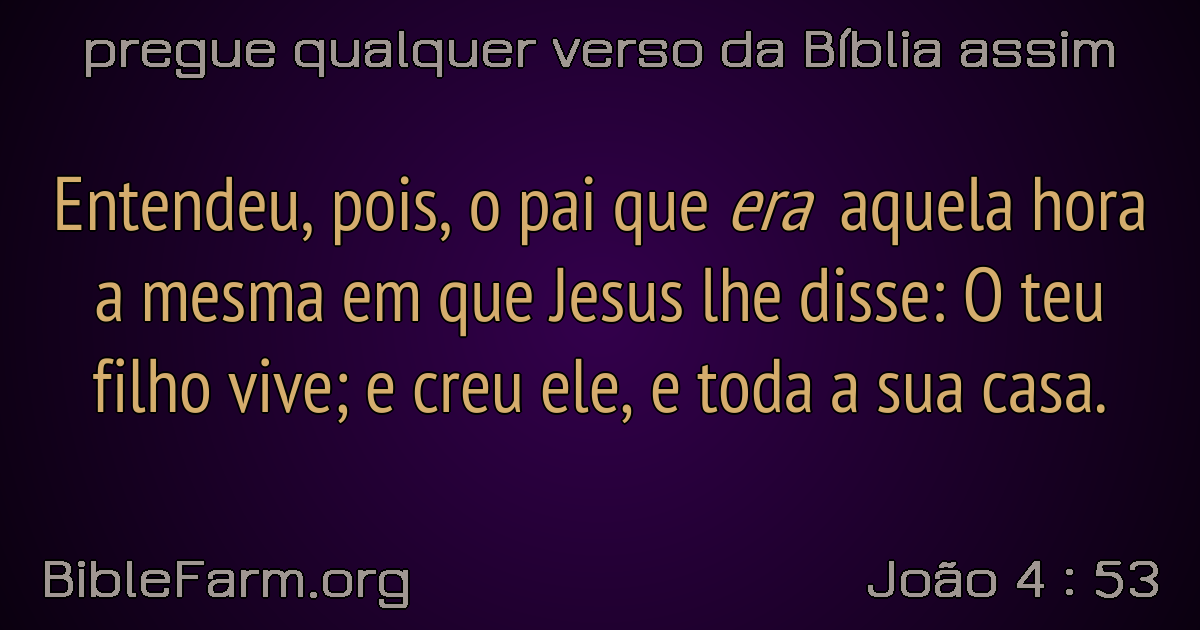 pregue qualquer verso da Bíblia assim
Entendeu, pois, o pai que era aquela hora
a mesma em que Jesus lhe disse: O teu
filho vive; e creu ele, e toda a sua casa.
BibleFarm.org
João 4 : 53